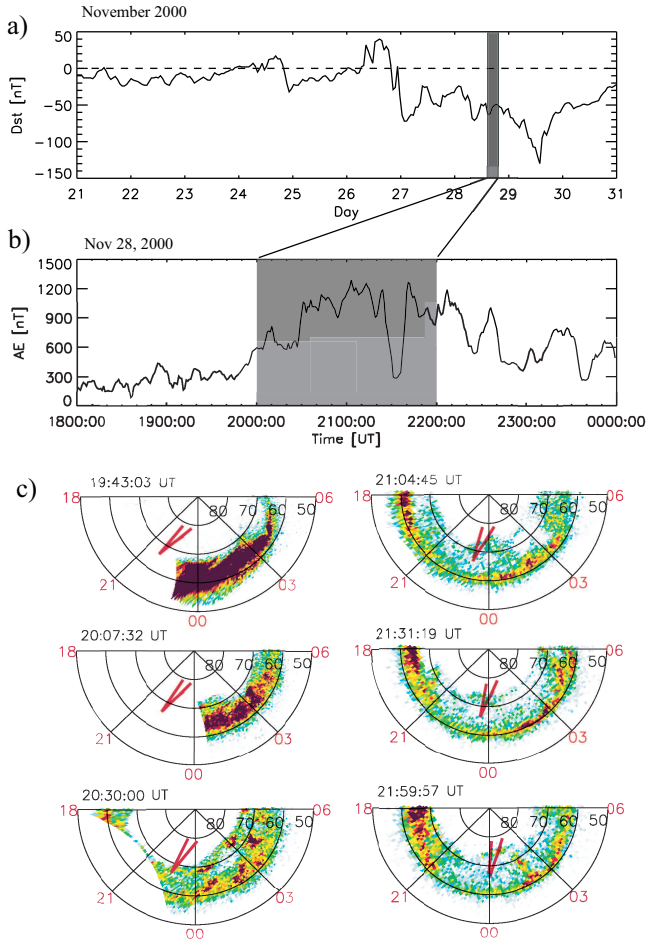 November 2000
a)
50
0
-50
-100
-150
Dst [nT]
21 22 23 24 25 26 27 28 29 30 31
Day
b)
Nov 28, 2000
1500
1200
900
600
300
0
AE [nT]
1800:00 1900:00 2000:00 2100:00 2200:00 2300:00 0000:00
Time [UT]
c)
19:43:03 UT
18 80 70 60 50 06
21 03
00
21:04:45 UT
18 80 70 60 50 06
21 03
00
20:07:32 UT
18 80 70 60 50 06
21 03
00
21:31:19 UT
18 80 70 60 50 06
21 03
00
20:30:00 UT
18 80 70 60 50 06
21 03
00
21:59:57 UT
18 80 70 60 50 06
21 03
00